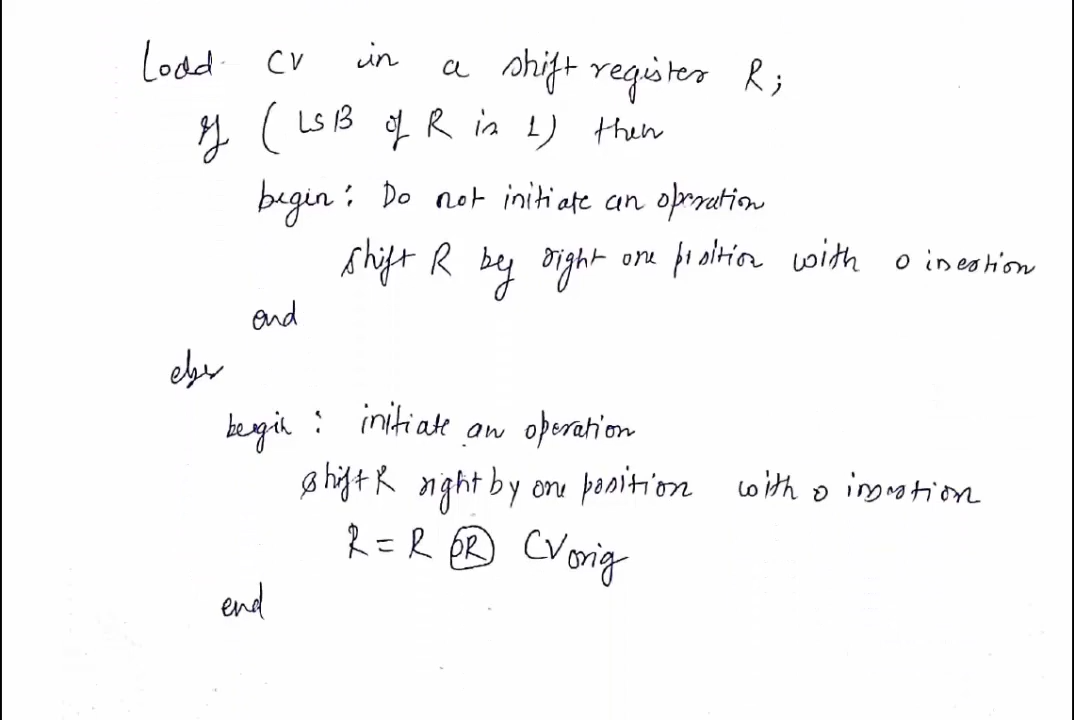 Load CV in a shift register R;
if (LSB of R is 1) then
begin: Do not initiate an operation
shift R by right one position with 0 insertion
end
else
begin: initiate an operation
shift R right by one position with 0 insertion
R = R OR CVorig
end